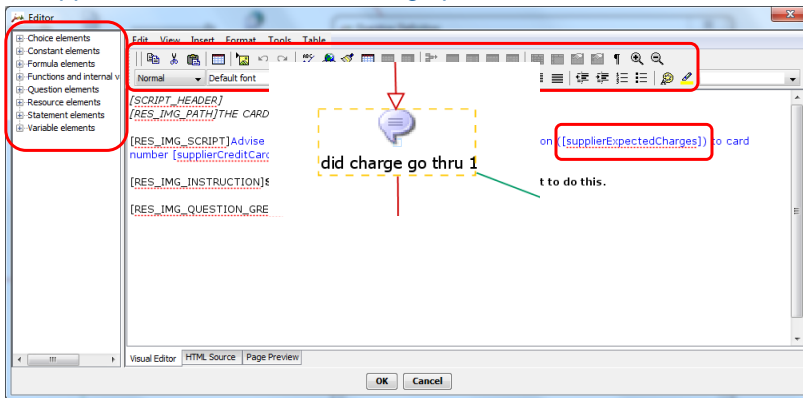 Editor
Choice elements
Constant elements
Formula elements
Functions and internal v
Question elements
Resource elements
Statement elements
Variable elements
Edit View Insert Format Tools Table
Normal Default font
[SCRIPT_HEADER]
[RES_IMG_PATH]THE CARD
[RES_IMG_SCRIPT]Advise on ([supplierExpectedCharges]) to card
number [supplierCreditCard
did charge go thru 1
[RES_IMG_INSTRUCTION] t to do this.
[RES_IMG_QUESTION_GRE
Visual Editor HTML Source Page Preview
OK Cancel